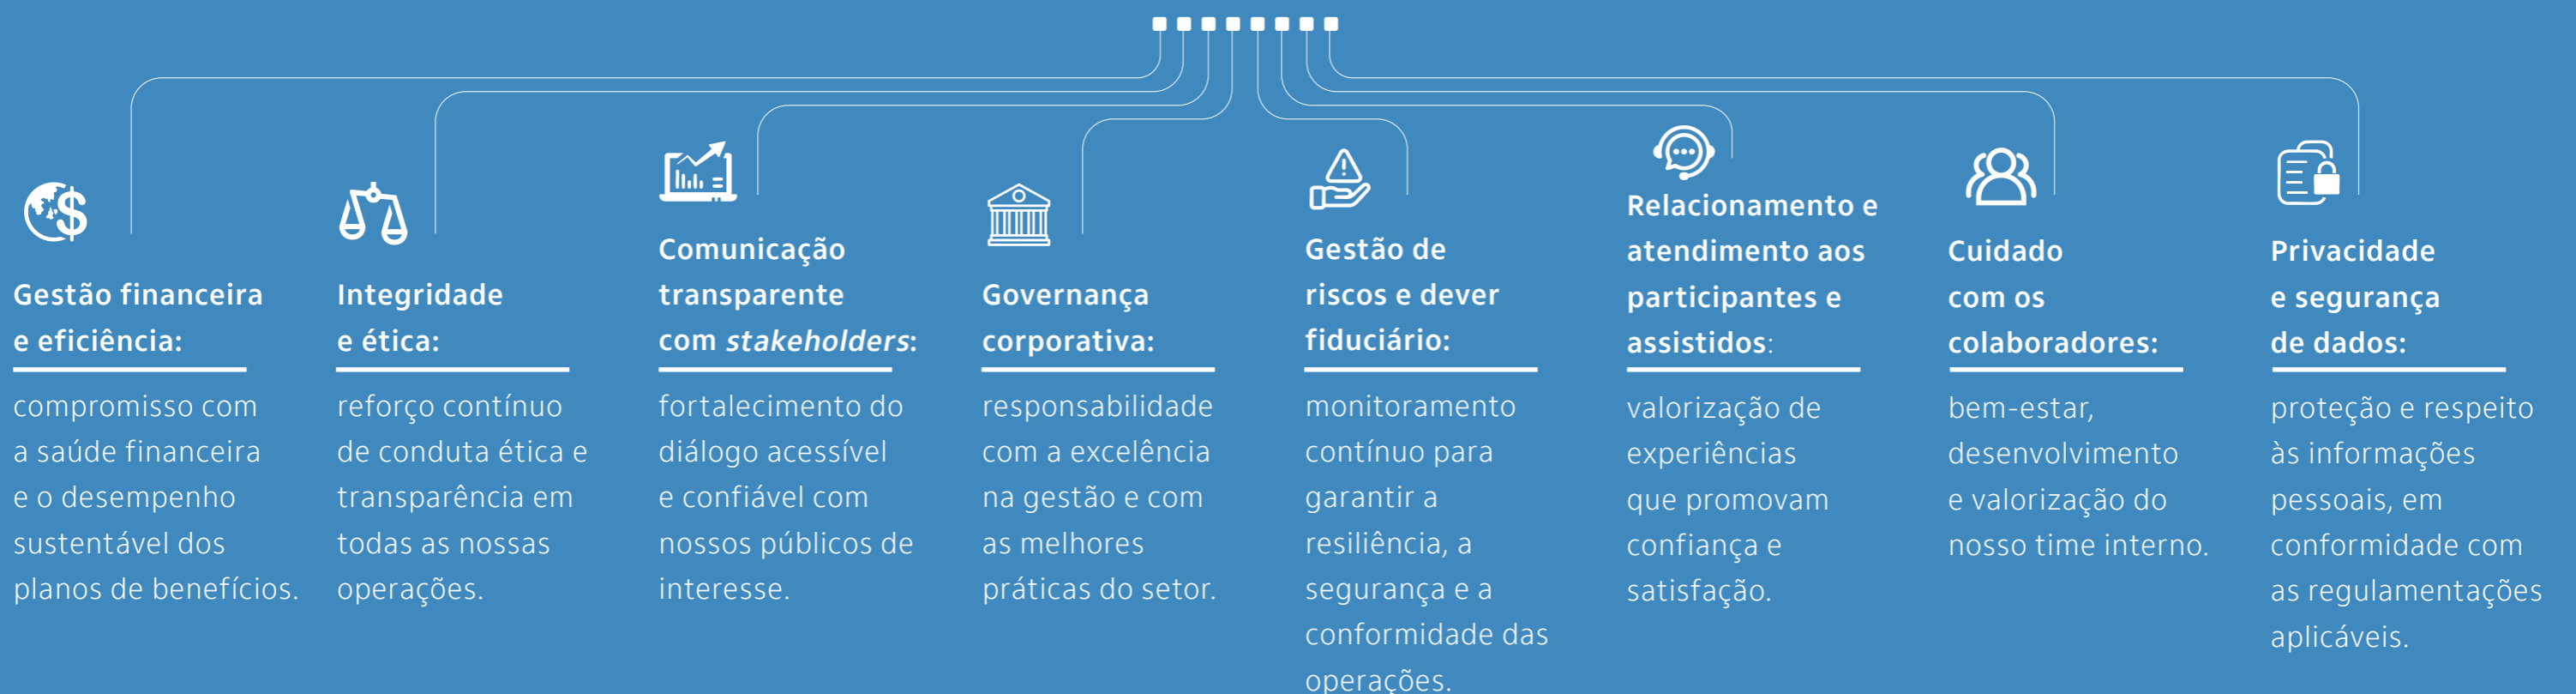 Gestão financeira
e eficiência:
compromisso com
a saúde financeira
e o desempenho
sustentável dos
planos de benefícios.
Integridade
e ética:
reforço contínuo
de conduta ética e
transparência em
todas as nossas
operações.
Comunicação
transparente
com stakeholders:
fortalecimento do
diálogo acessível
e confiável com
nossos públicos de
interesse.
Governança
corporativa:
responsabilidade
com a excelência
na gestão e com
as melhores
práticas do setor.
Gestão de
riscos e dever
fiduciário:
monitoramento
contínuo para
garantir a
resiliência, a
segurança e a
conformidade das
operações.
Relacionamento e
atendimento aos
participantes e
assistidos:
valorização de
experiências
que promovam
confiança e
satisfação.
Cuidado
com os
colaboradores:
bem-estar,
desenvolvimento
e valorização do
nosso time interno.
Privacidade
e segurança
de dados:
proteção e respeito
às informações
pessoais, em
conformidade com
as regulamentações
aplicáveis.